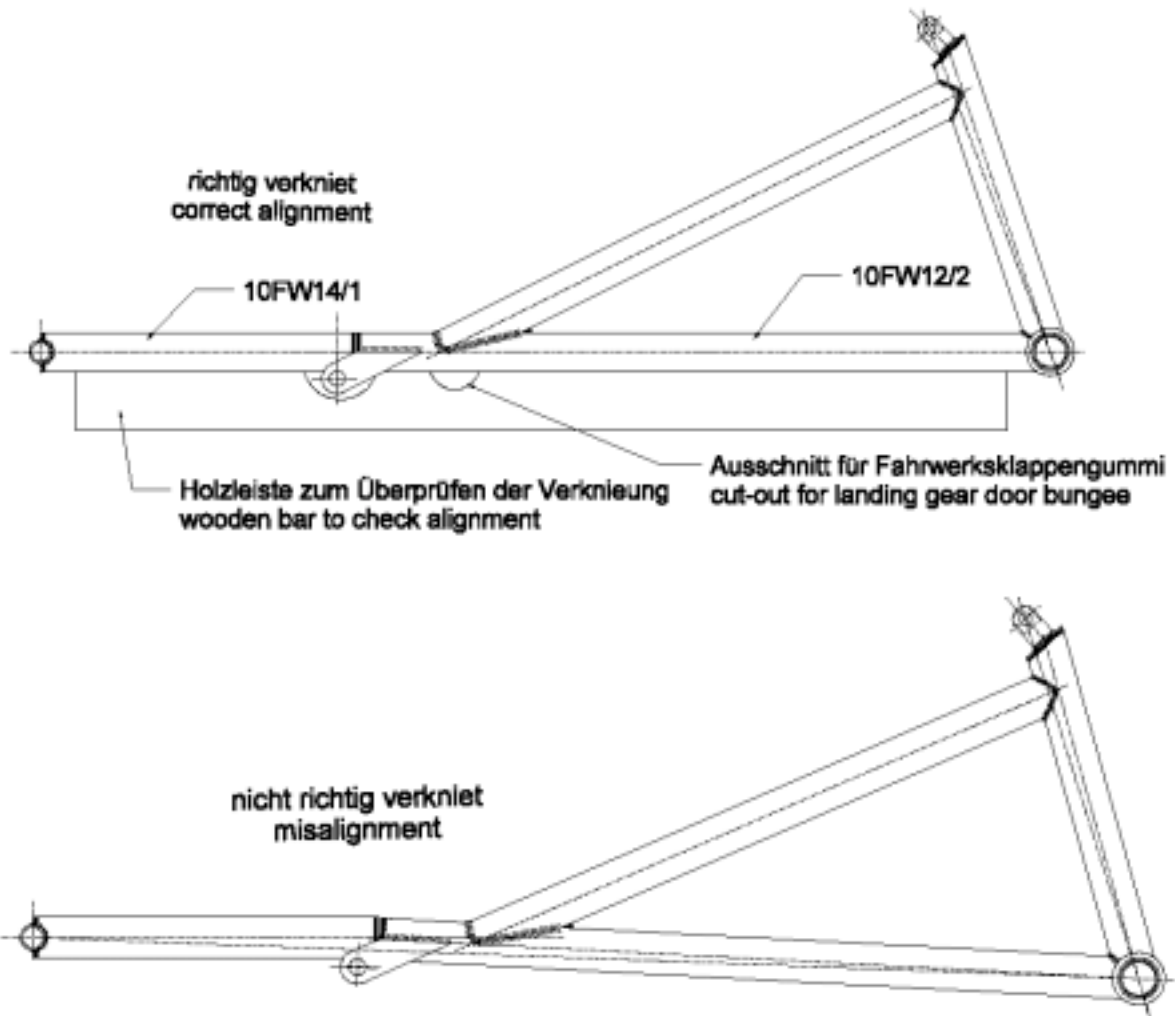 richtig verkniet
correct alignment
10FW14/1
10FW12/2
Ausschnitt für Fahrwerksklappengummi
cut-out for landing gear door bungee
Holzleiste zum Überprüfen der Verknieung
wooden bar to check alignment
nicht richtig verkniet
misalignment